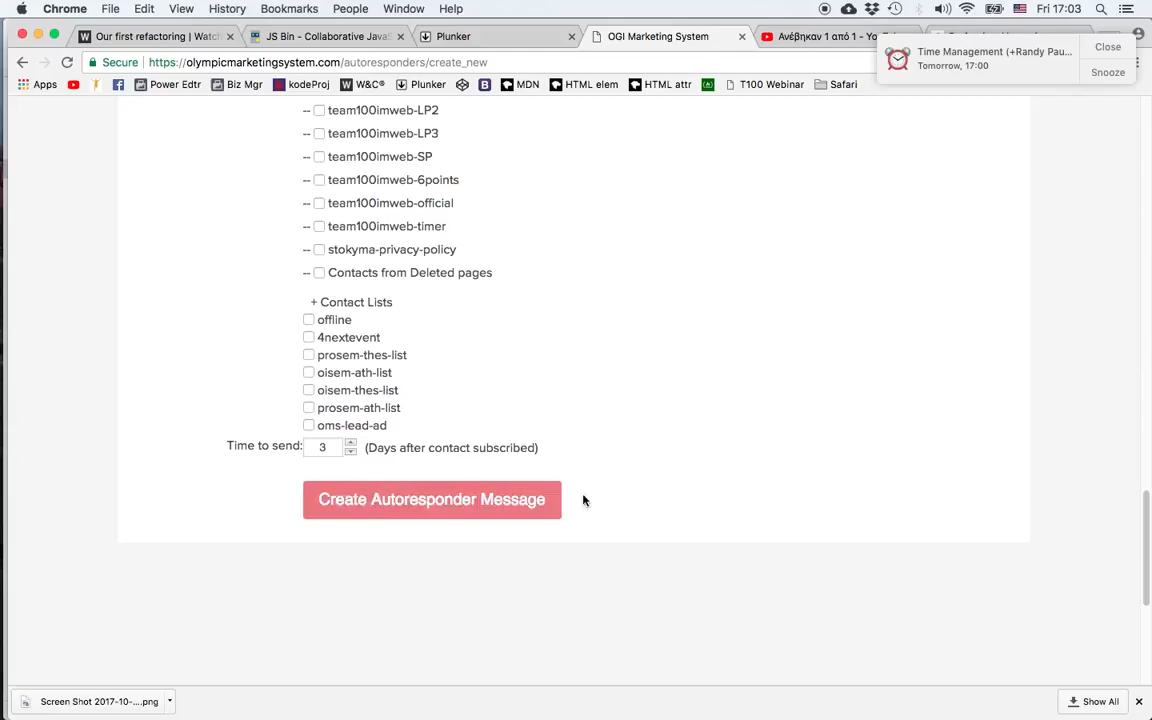 Chrome File Edit View History Bookmarks People Window Help Fri 17:03
Our first refactoring | Watch
JS Bin - Collaborative Java
Plunker
OGI Marketing System
Ανέβηκαν 1 από 1 - Yo
Time Management (+Randy Pau...
Tomorrow, 17:00
Close
Snooze
Secure https://olympicmarketingsystem.com/autoresponders/create_new
Apps Power Edtr Biz Mgr kodeProj W&C® Plunker MDN HTML elem HTML attr T100 Webinar Safari
-- team100imweb-LP2
-- team100imweb-LP3
-- team100imweb-SP
-- team100imweb-6points
-- team100imweb-official
-- team100imweb-timer
-- stokyma-privacy-policy
-- Contacts from Deleted pages
+ Contact Lists
offline
4nextevent
prosem-thes-list
oisem-ath-list
oisem-thes-list
prosem-ath-list
oms-lead-ad
Time to send: 3 (Days after contact subscribed)
Create Autoresponder Message
Screen Shot 2017-10-....png
Show All